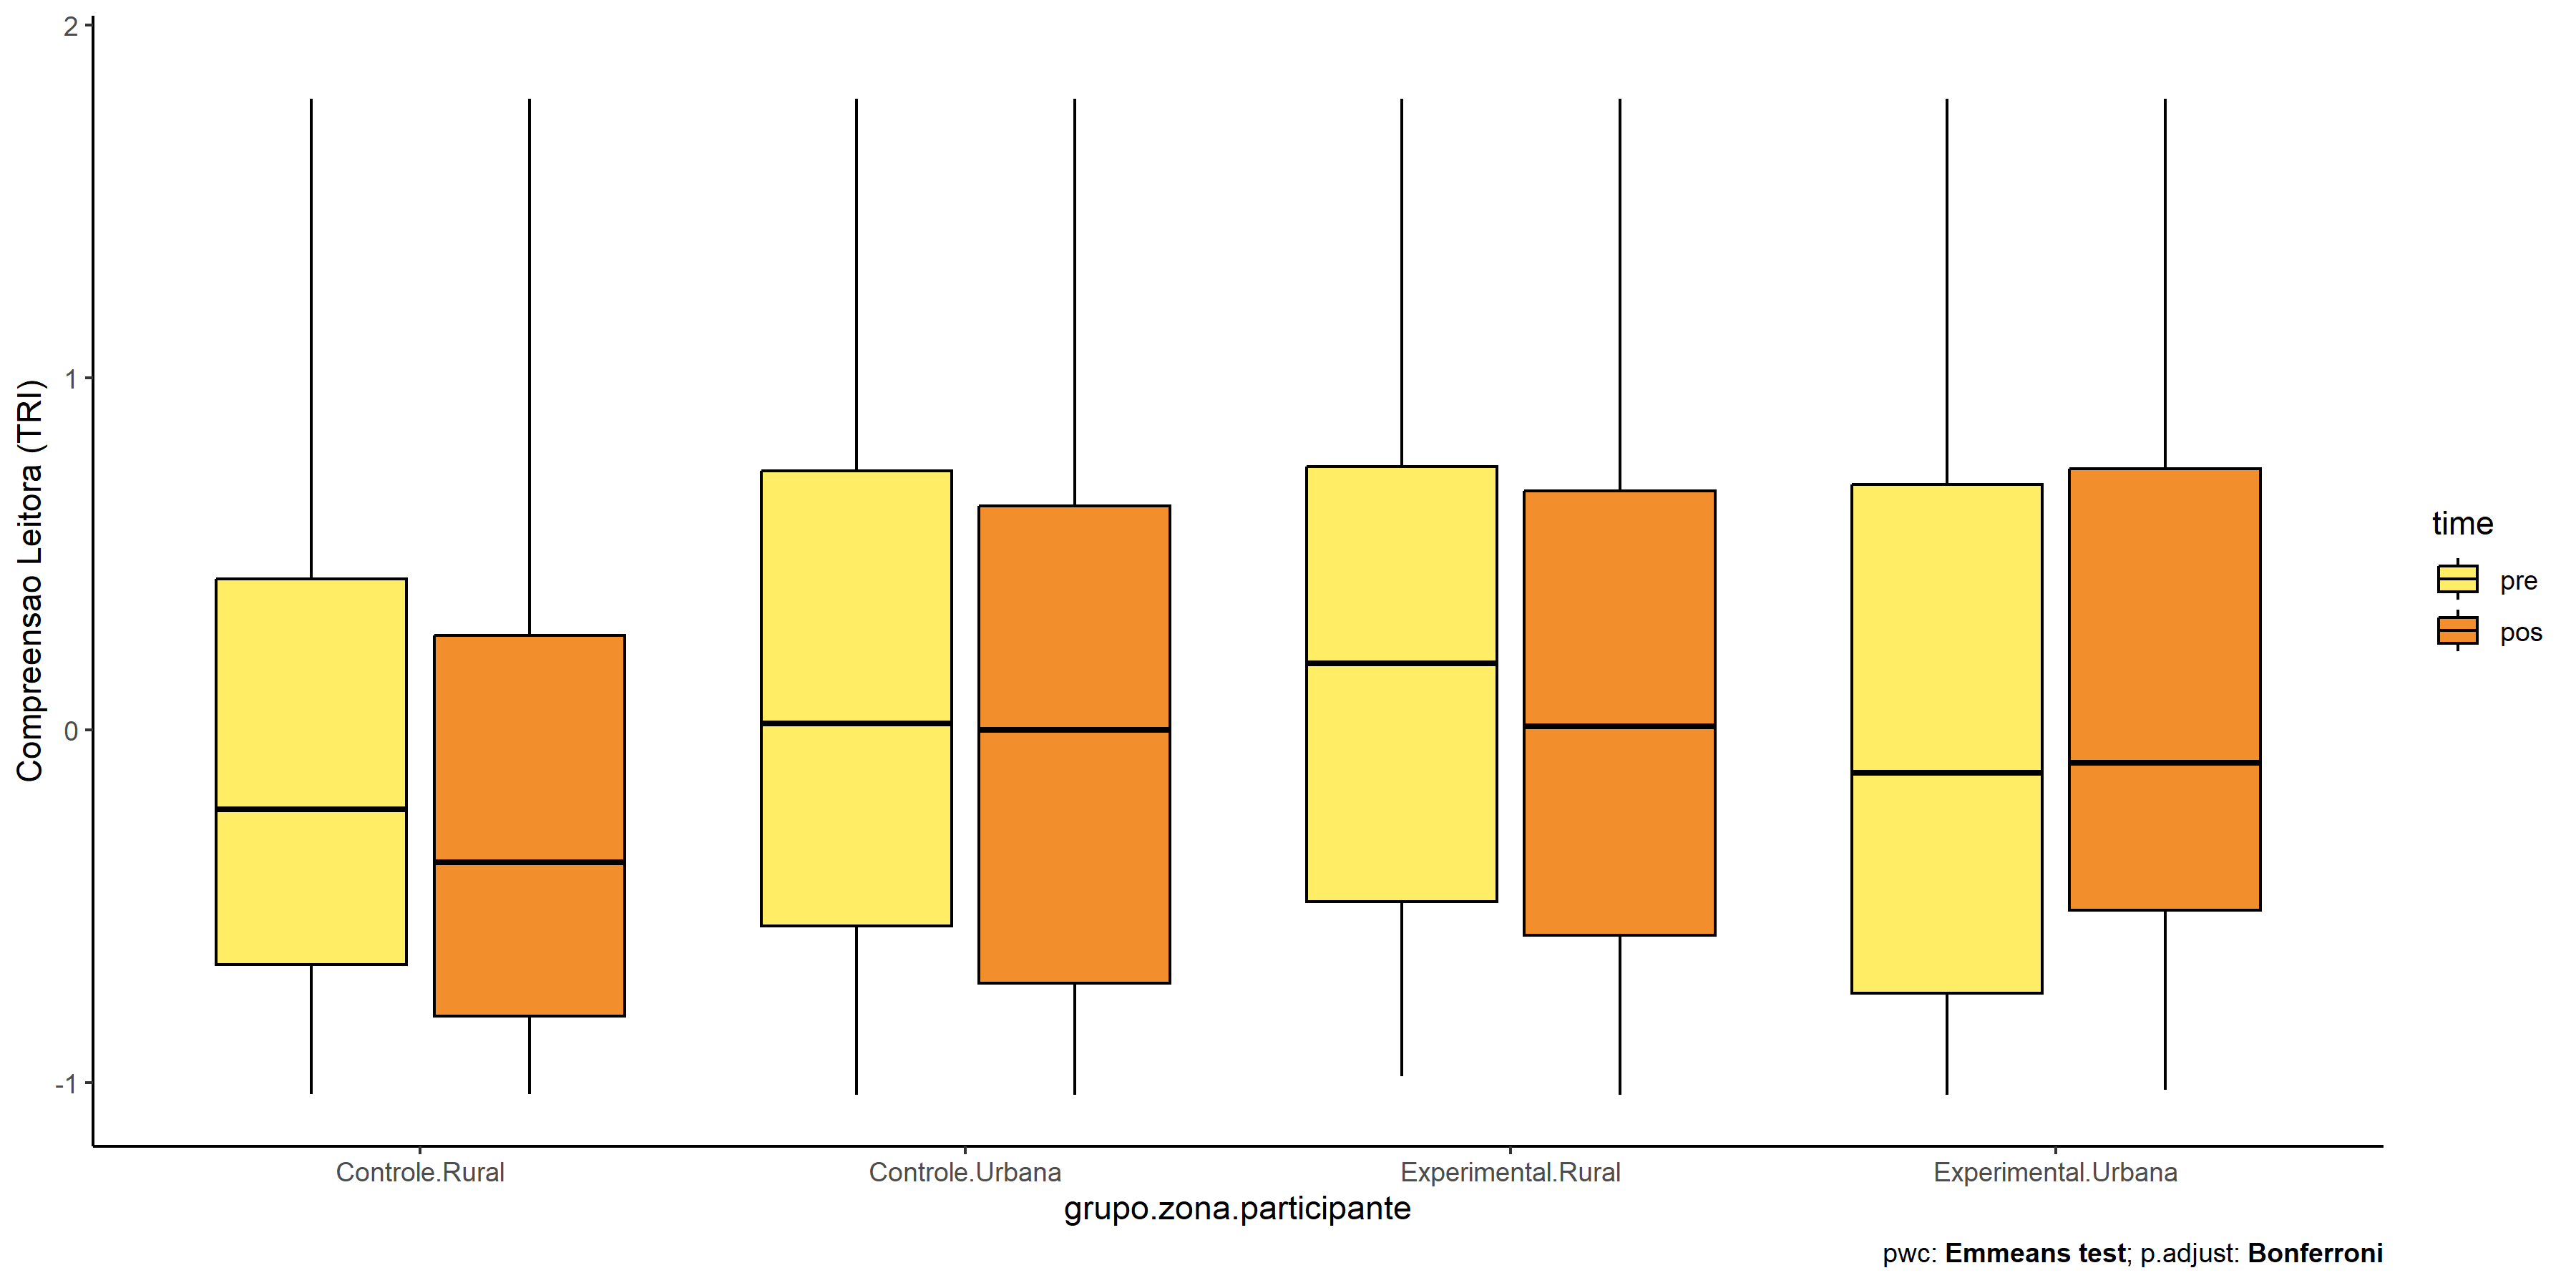 2
1
0
-1
Compreensao Leitora (TRI)
Controle.Rural
Controle.Urbana
Experimental.Rural
Experimental.Urbana
grupo.zona.participante
time
pre
pos
pwc: Emmeans test; p.adjust: Bonferroni